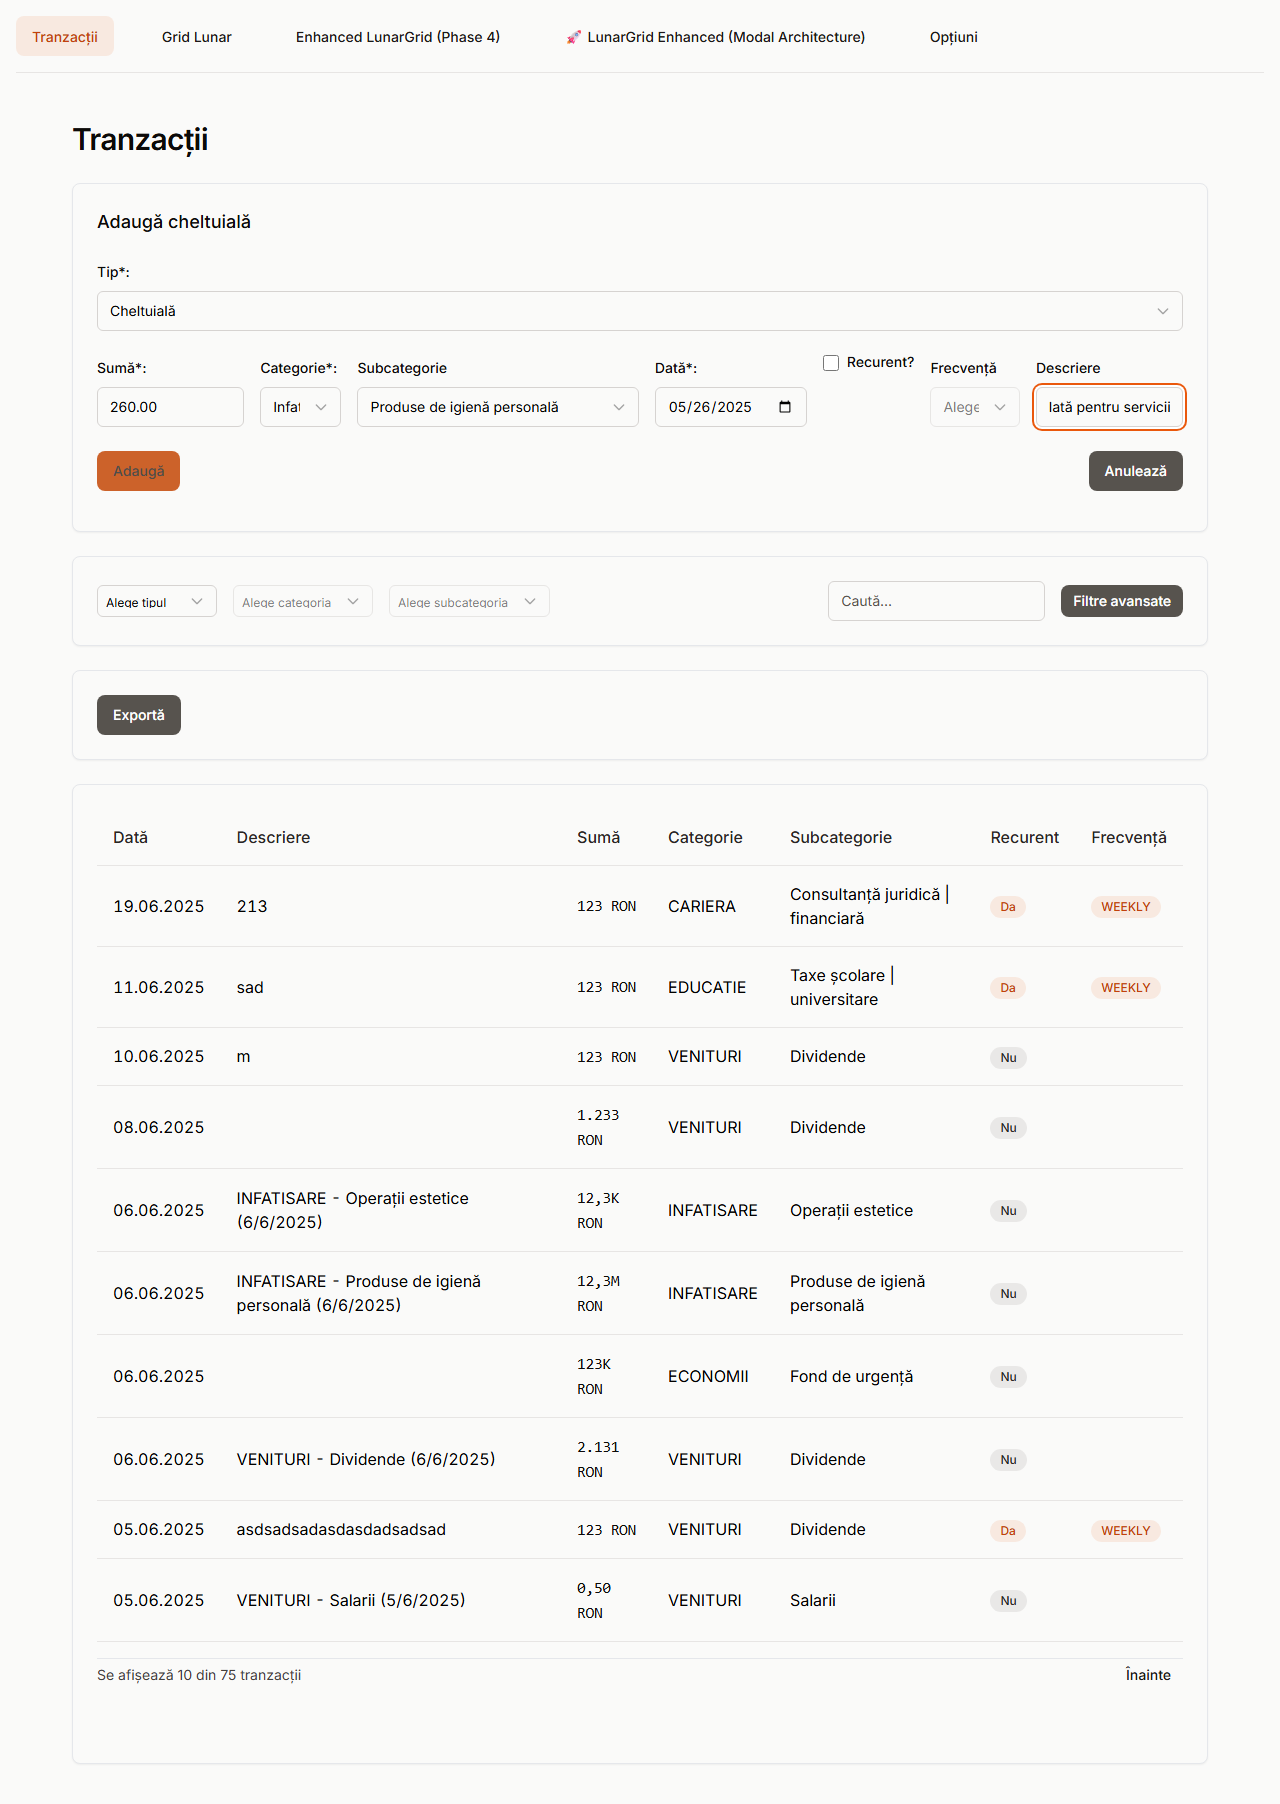 Tranzacții
Grid Lunar
Enhanced LunarGrid (Phase 4)
🚀 LunarGrid Enhanced (Modal Architecture)
Opțiuni
Tranzacții
Adaugă cheltuială
Tip*:
Cheltuială
Sumă*:
Categorie*:
Subcategorie
Dată*:
Recurent?
Frecvență
Descriere
260.00
Infat
Produse de igienă personală
05/26/2025
Alege
lată pentru servicii
Adaugă
Anulează
Alege tipul
Alege categoria
Alege subcategoria
Caută...
Filtre avansate
Exportă
Dată Descriere Sumă Categorie Subcategorie Recurent Frecvență
19.06.2025 213 123 RON CARIERA Consultanță juridică | financiară Da WEEKLY
11.06.2025 sad 123 RON EDUCATIE Taxe școlare | universitare Da WEEKLY
10.06.2025 m 123 RON VENITURI Dividende Nu
08.06.2025 1.233 RON VENITURI Dividende Nu
06.06.2025 INFATISARE - Operații estetice (6/6/2025) 12,3K RON INFATISARE Operații estetice Nu
06.06.2025 INFATISARE - Produse de igienă personală (6/6/2025) 12,3M RON INFATISARE Produse de igienă personală Nu
06.06.2025 123K RON ECONOMII Fond de urgență Nu
06.06.2025 VENITURI - Dividende (6/6/2025) 2.131 RON VENITURI Dividende Nu
05.06.2025 asdsadsadasdasdadsadsad 123 RON VENITURI Dividende Da WEEKLY
05.06.2025 VENITURI - Salarii (5/6/2025) 0,50 RON VENITURI Salarii Nu
Se afișează 10 din 75 tranzacții
Înainte